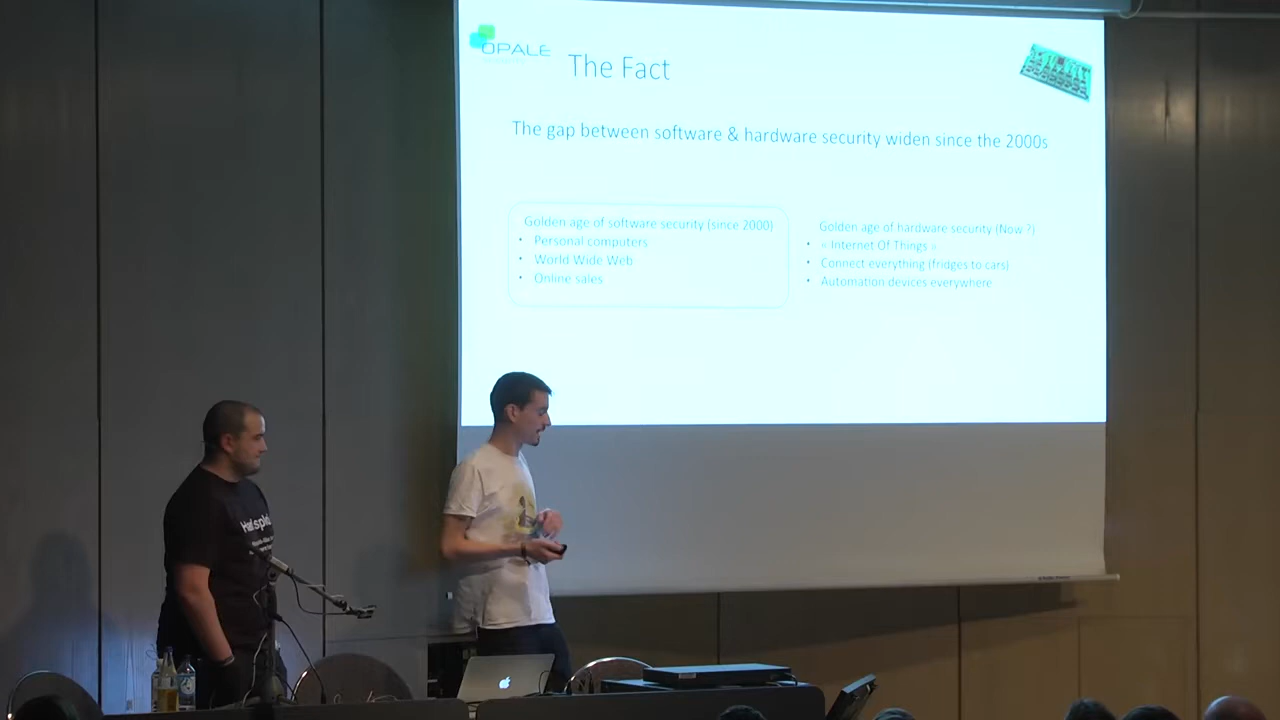 OPALE
The Fact
The gap between software & hardware security widen since the 2000s
Golden age of software security (since 2000)
• Personal computers
• World Wide Web
• Online sales
Golden age of hardware security (Now ?)
• « Internet Of Things »
• Connect everything (fridges to cars)
• Automation devices everywhere